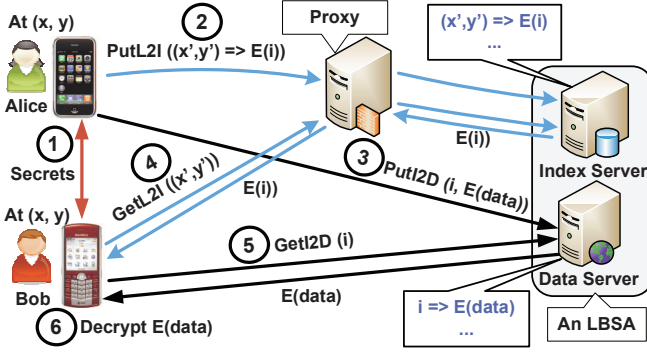 At (x, y)
Alice
2
PutL2I ((x',y') => E(i))
Proxy
(x',y') => E(i)
...
E(i))
Index Server
1
Secrets
4
GetL2I ((x',y'))
E(i))
3
PutI2D (i, E(data))
At (x, y)
Bob
5
GetI2D (i)
E(data)
Data Server
6
Decrypt E(data)
i => E(data)
...
An LBSA